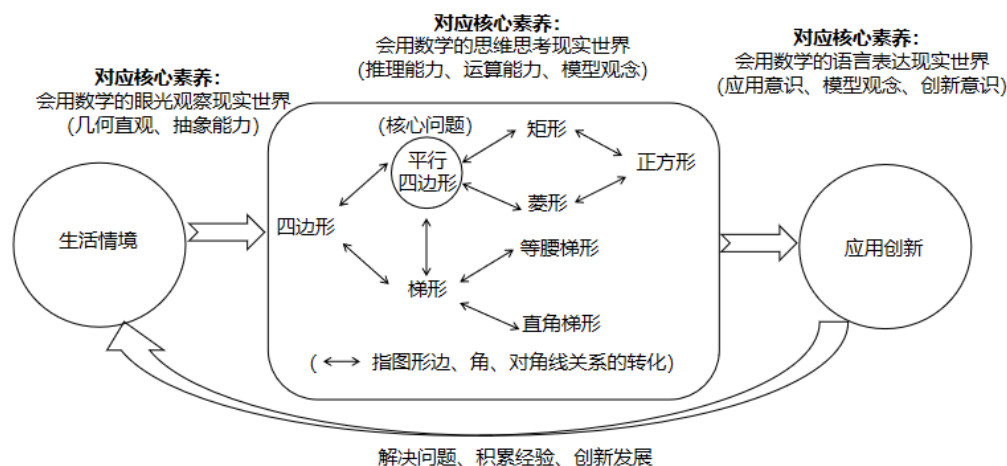 对应核心素养：
会用数学的眼光观察现实世界
(几何直观、抽象能力)
对应核心素养：
会用数学的思维思考现实世界
(推理能力、运算能力、模型观念)
对应核心素养：
会用数学的语言表达现实世界
(应用意识、模型观念、创新意识)
生活情境
(核心问题)
平行
四边形
矩形
正方形
菱形
四边形
等腰梯形
梯形
直角梯形
( 指图形边、角、对角线关系的转化)
应用创新
解决问题、积累经验、创新发展